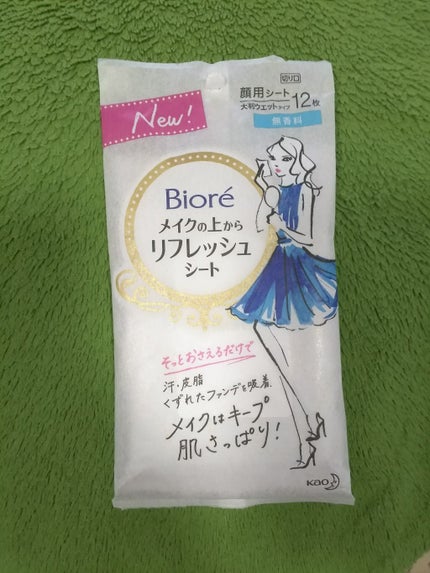 New!
切り口
顔用シート
大判ウェットタイプ 12枚
無香料
Bioré
メイクの上から
リフレッシュ
シート
そっとおさえるだけで
汗・皮脂
くずれたファンデを吸着
メイクはキープ
肌さっぱり!
Kao